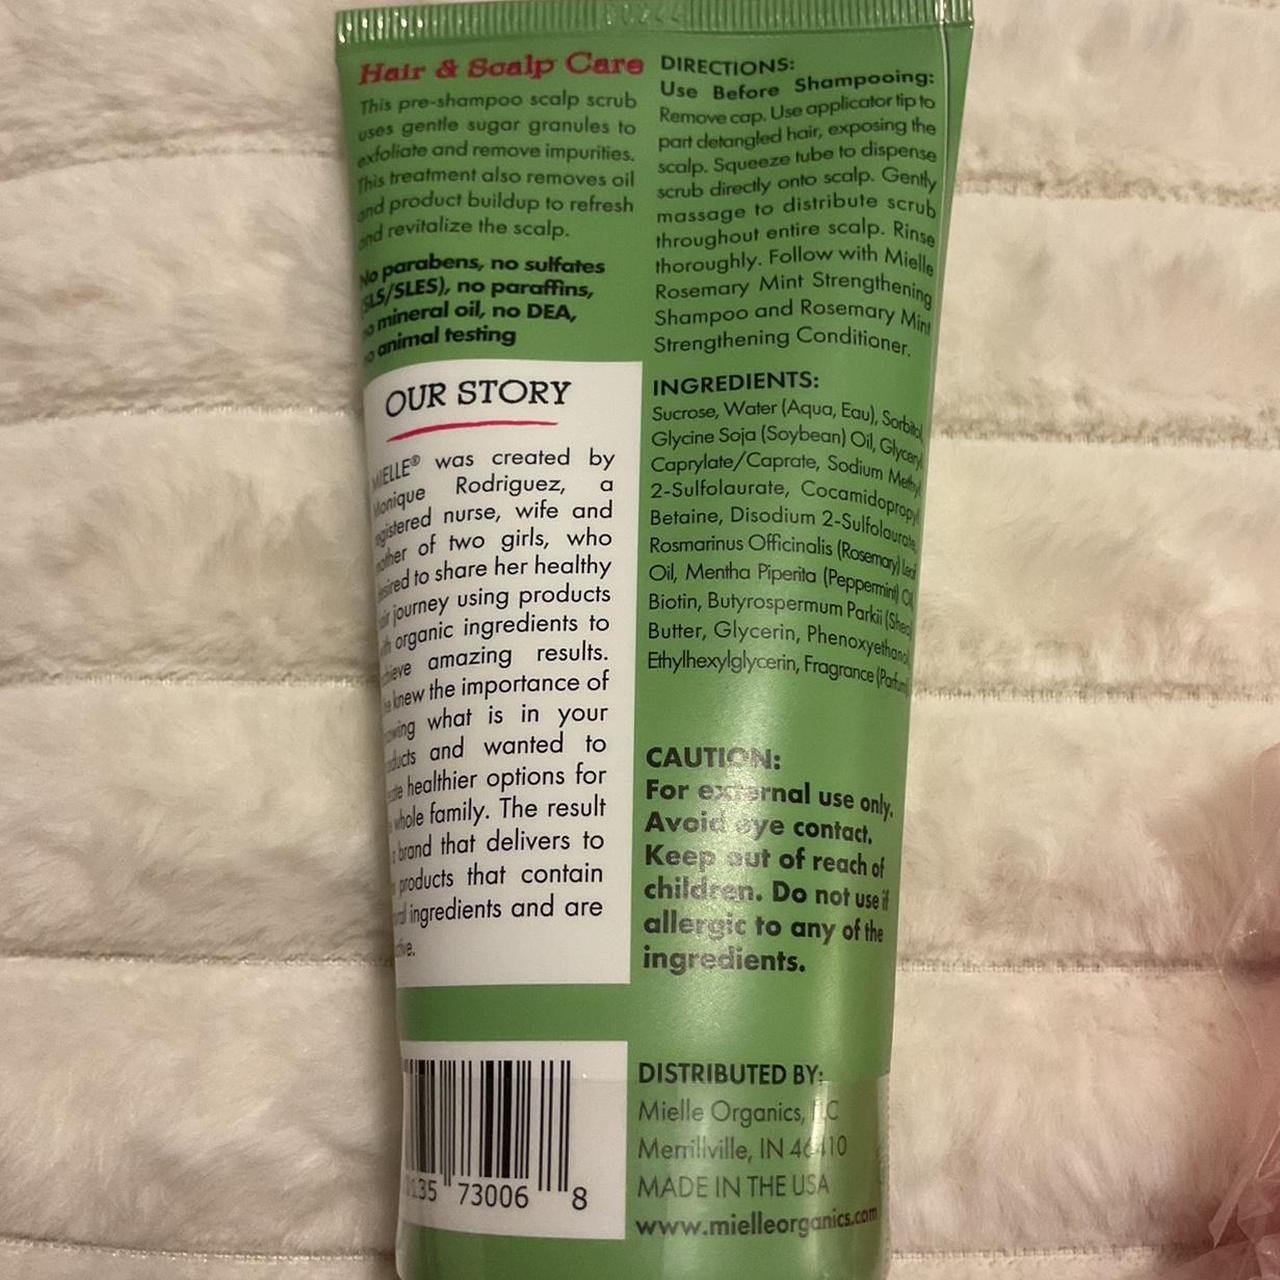 Hair & Scalp Care
This pre-shampoo scalp scrub
uses gentle sugar granules to
exfoliate and remove impurities.
This treatment also removes oil
and product buildup to refresh
and revitalize the scalp.
No parabens, no sulfates
(SLS/SLES), no paraffins,
no mineral oil, no DEA,
no animal testing
OUR STORY
MIELLE® was created by
Monique Rodriguez, a
registered nurse, wife and
mother of two girls, who
desired to share her healthy
hair journey using products
with organic ingredients to
achieve amazing results.
knew the importance of
knowing what is in your
products and wanted to
create healthier options for
whole family. The result
brand that delivers to
products that contain
ingredients and are

DIRECTIONS:
Use Before Shampooing:
Remove cap. Use applicator tip to
part detangled hair, exposing the
scalp. Squeeze tube to dispense
scrub directly onto scalp. Gently
massage to distribute scrub
throughout entire scalp. Rinse
thoroughly. Follow with Mielle
Rosemary Mint Strengthening
Shampoo and Rosemary Mint
Strengthening Conditioner.
INGREDIENTS:
Sucrose, Water (Aqua, Eau), Sorbitol,
Glycine Soja (Soybean) Oil, Glyceryl
Caprylate/Caprate, Sodium Methyl
2-Sulfolaurate, Cocamidopropyl
Betaine, Disodium 2-Sulfolaurate,
Rosmarinus Officinalis (Rosemary) Leaf
Oil, Mentha Piperita (Peppermint) Oil,
Biotin, Butyrospermum Parkii (Shea)
Butter, Glycerin, Phenoxyethanol,
Ethylhexylglycerin, Fragrance (Parfum)
CAUTION:
For external use only.
Avoid eye contact.
Keep out of reach of
children. Do not use if
allergic to any of the
ingredients.
135 73006 8
DISTRIBUTED BY:
Mielle Organics, LLC
Merrillville, IN 46410
MADE IN THE USA
www.mielleorganics.com